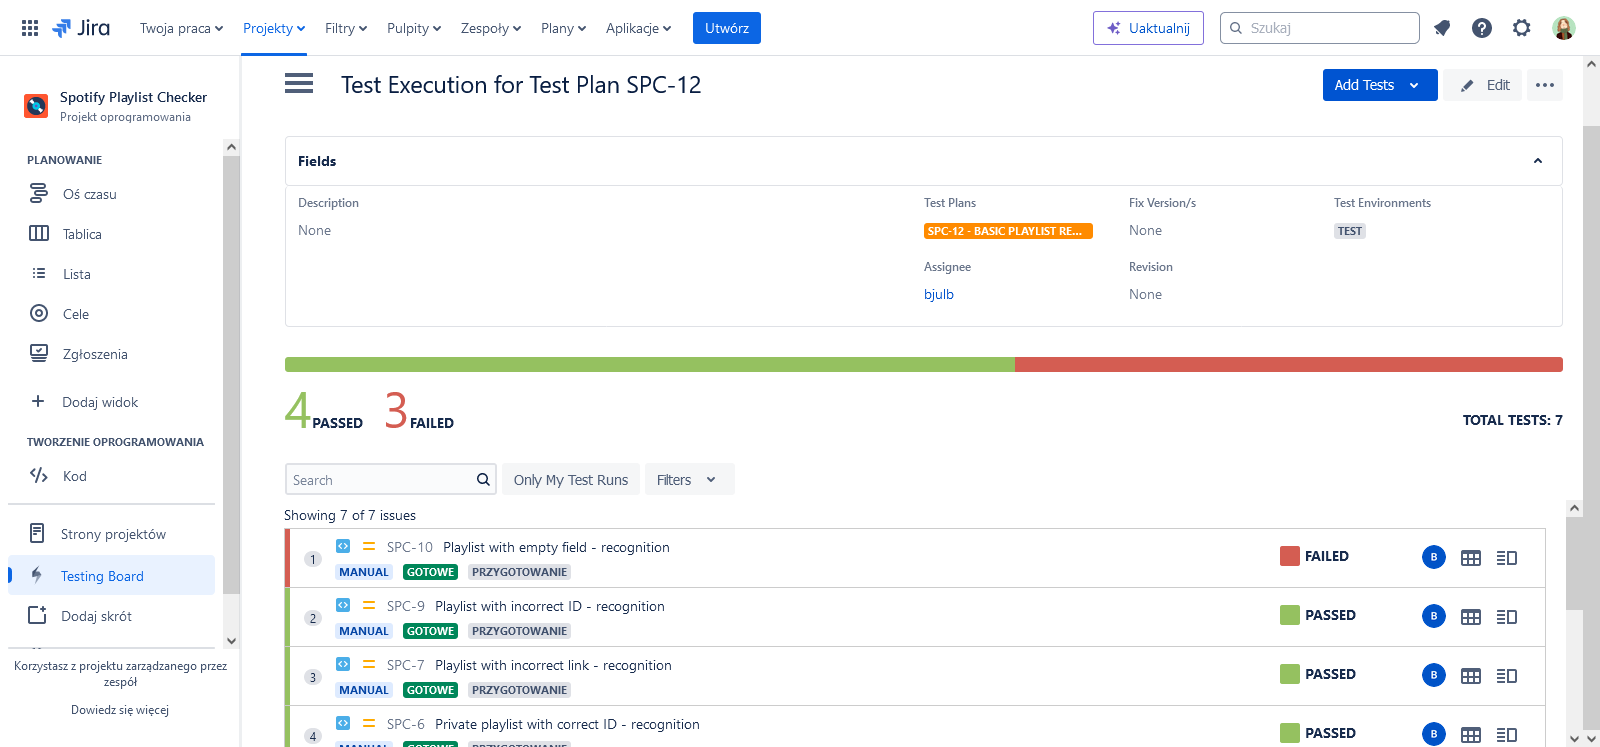 Jira
Twoja praca
Projekty
Filtry
Pulpity
Zespoły
Plany
Aplikacje
Utwórz
Uaktualnij
Szukaj
Spotify Playlist Checker
Projekt oprogramowania
PLANOWANIE
Oś czasu
Tablica
Lista
Cele
Zgłoszenia
Dodaj widok
TWORZENIE OPROGRAMOWANIA
Kod
Strony projektów
Testing Board
Dodaj skrót
Korzystasz z projektu zarządzanego przez
zespół
Dowiedz się więcej
Test Execution for Test Plan SPC-12
Add Tests
Edit
Fields
Description
None
Test Plans
SPC-12 - BASIC PLAYLIST RE...
Fix Version/s
None
Test Environments
TEST
Assignee
bjulb
Revision
None
4 PASSED 3 FAILED
TOTAL TESTS: 7
Search
Only My Test Runs
Filters
Showing 7 of 7 issues
1 SPC-10 Playlist with empty field - recognition FAILED B
MANUAL GOTOWE PRZYGOTOWANIE
2 SPC-9 Playlist with incorrect ID - recognition PASSED B
MANUAL GOTOWE PRZYGOTOWANIE
3 SPC-7 Playlist with incorrect link - recognition PASSED B
MANUAL GOTOWE PRZYGOTOWANIE
4 SPC-6 Private playlist with correct ID - recognition PASSED B
MANUAL GOTOWE PRZYGOTOWANIE